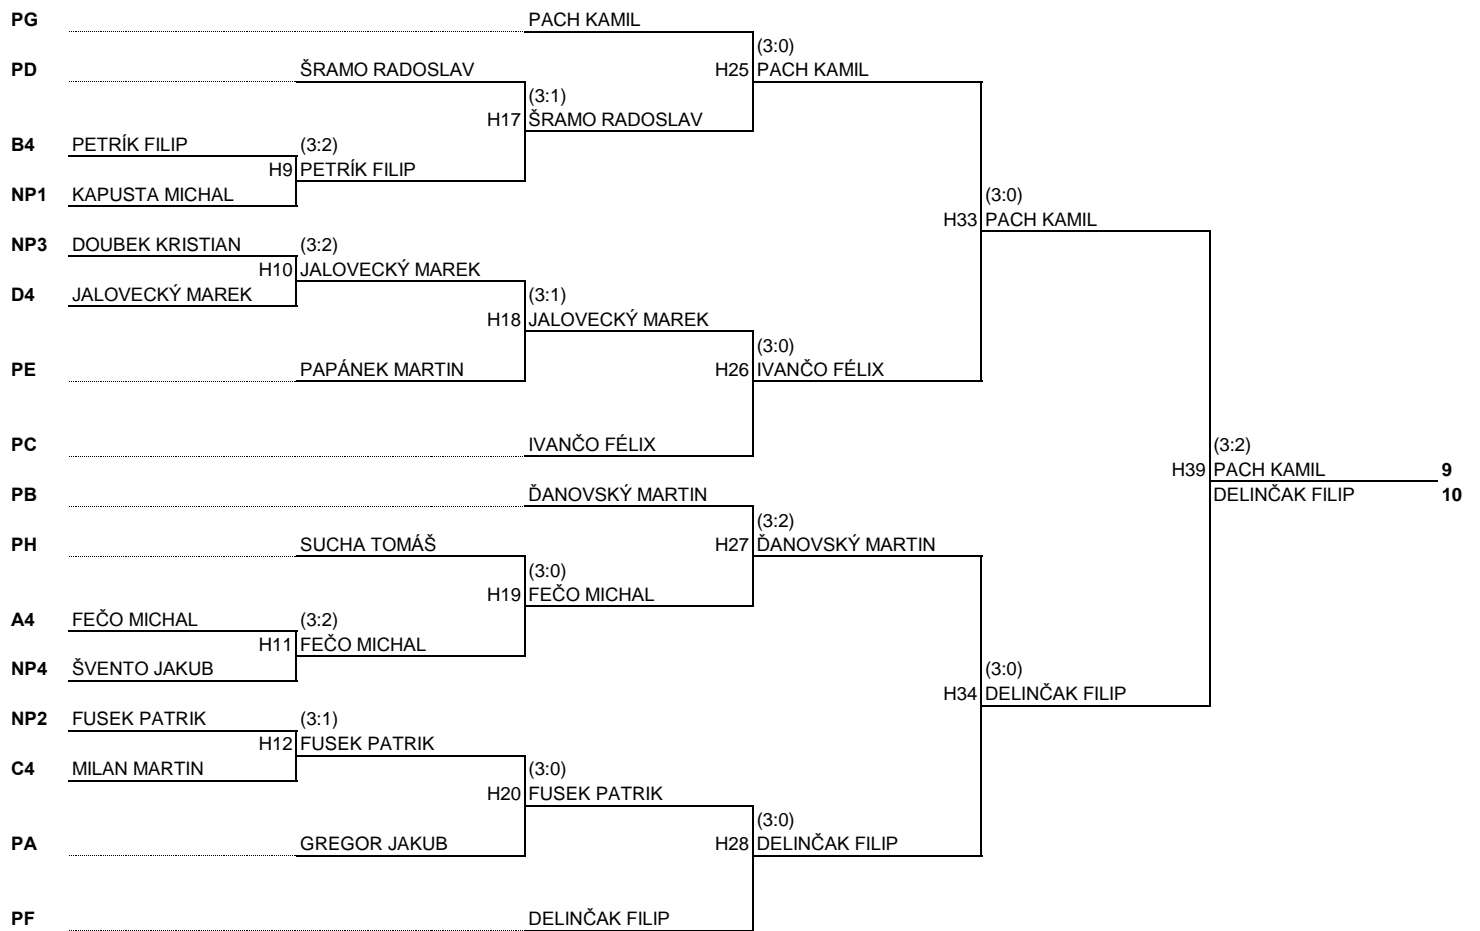 PG PACH KAMIL
(3:0)
PD ŠRAMO RADOSLAV H25 PACH KAMIL
(3:1)
H17 ŠRAMO RADOSLAV
B4 PETRÍK FILIP (3:2)
H9 PETRÍK FILIP
NP1 KAPUSTA MICHAL (3:0)
H33 PACH KAMIL
NP3 DOUBEK KRISTIAN (3:2)
H10 JALOVECKÝ MAREK
D4 JALOVECKÝ MAREK (3:1)
H18 JALOVECKÝ MAREK
(3:0)
PE PAPÁNEK MARTIN H26 IVANČO FÉLIX
PC IVANČO FÉLIX (3:2)
H39 PACH KAMIL 9
PB ĎANOVSKÝ MARTIN DELINČAK FILIP 10
(3:2)
PH SUCHA TOMÁŠ H27 ĎANOVSKÝ MARTIN
(3:0)
H19 FEČO MICHAL
A4 FEČO MICHAL (3:2)
H11 FEČO MICHAL
NP4 ŠVENTO JAKUB (3:0)
H34 DELINČAK FILIP
NP2 FUSEK PATRIK (3:1)
H12 FUSEK PATRIK
C4 MILAN MARTIN (3:0)
H20 FUSEK PATRIK
(3:0)
PA GREGOR JAKUB H28 DELINČAK FILIP
PF DELINČAK FILIP